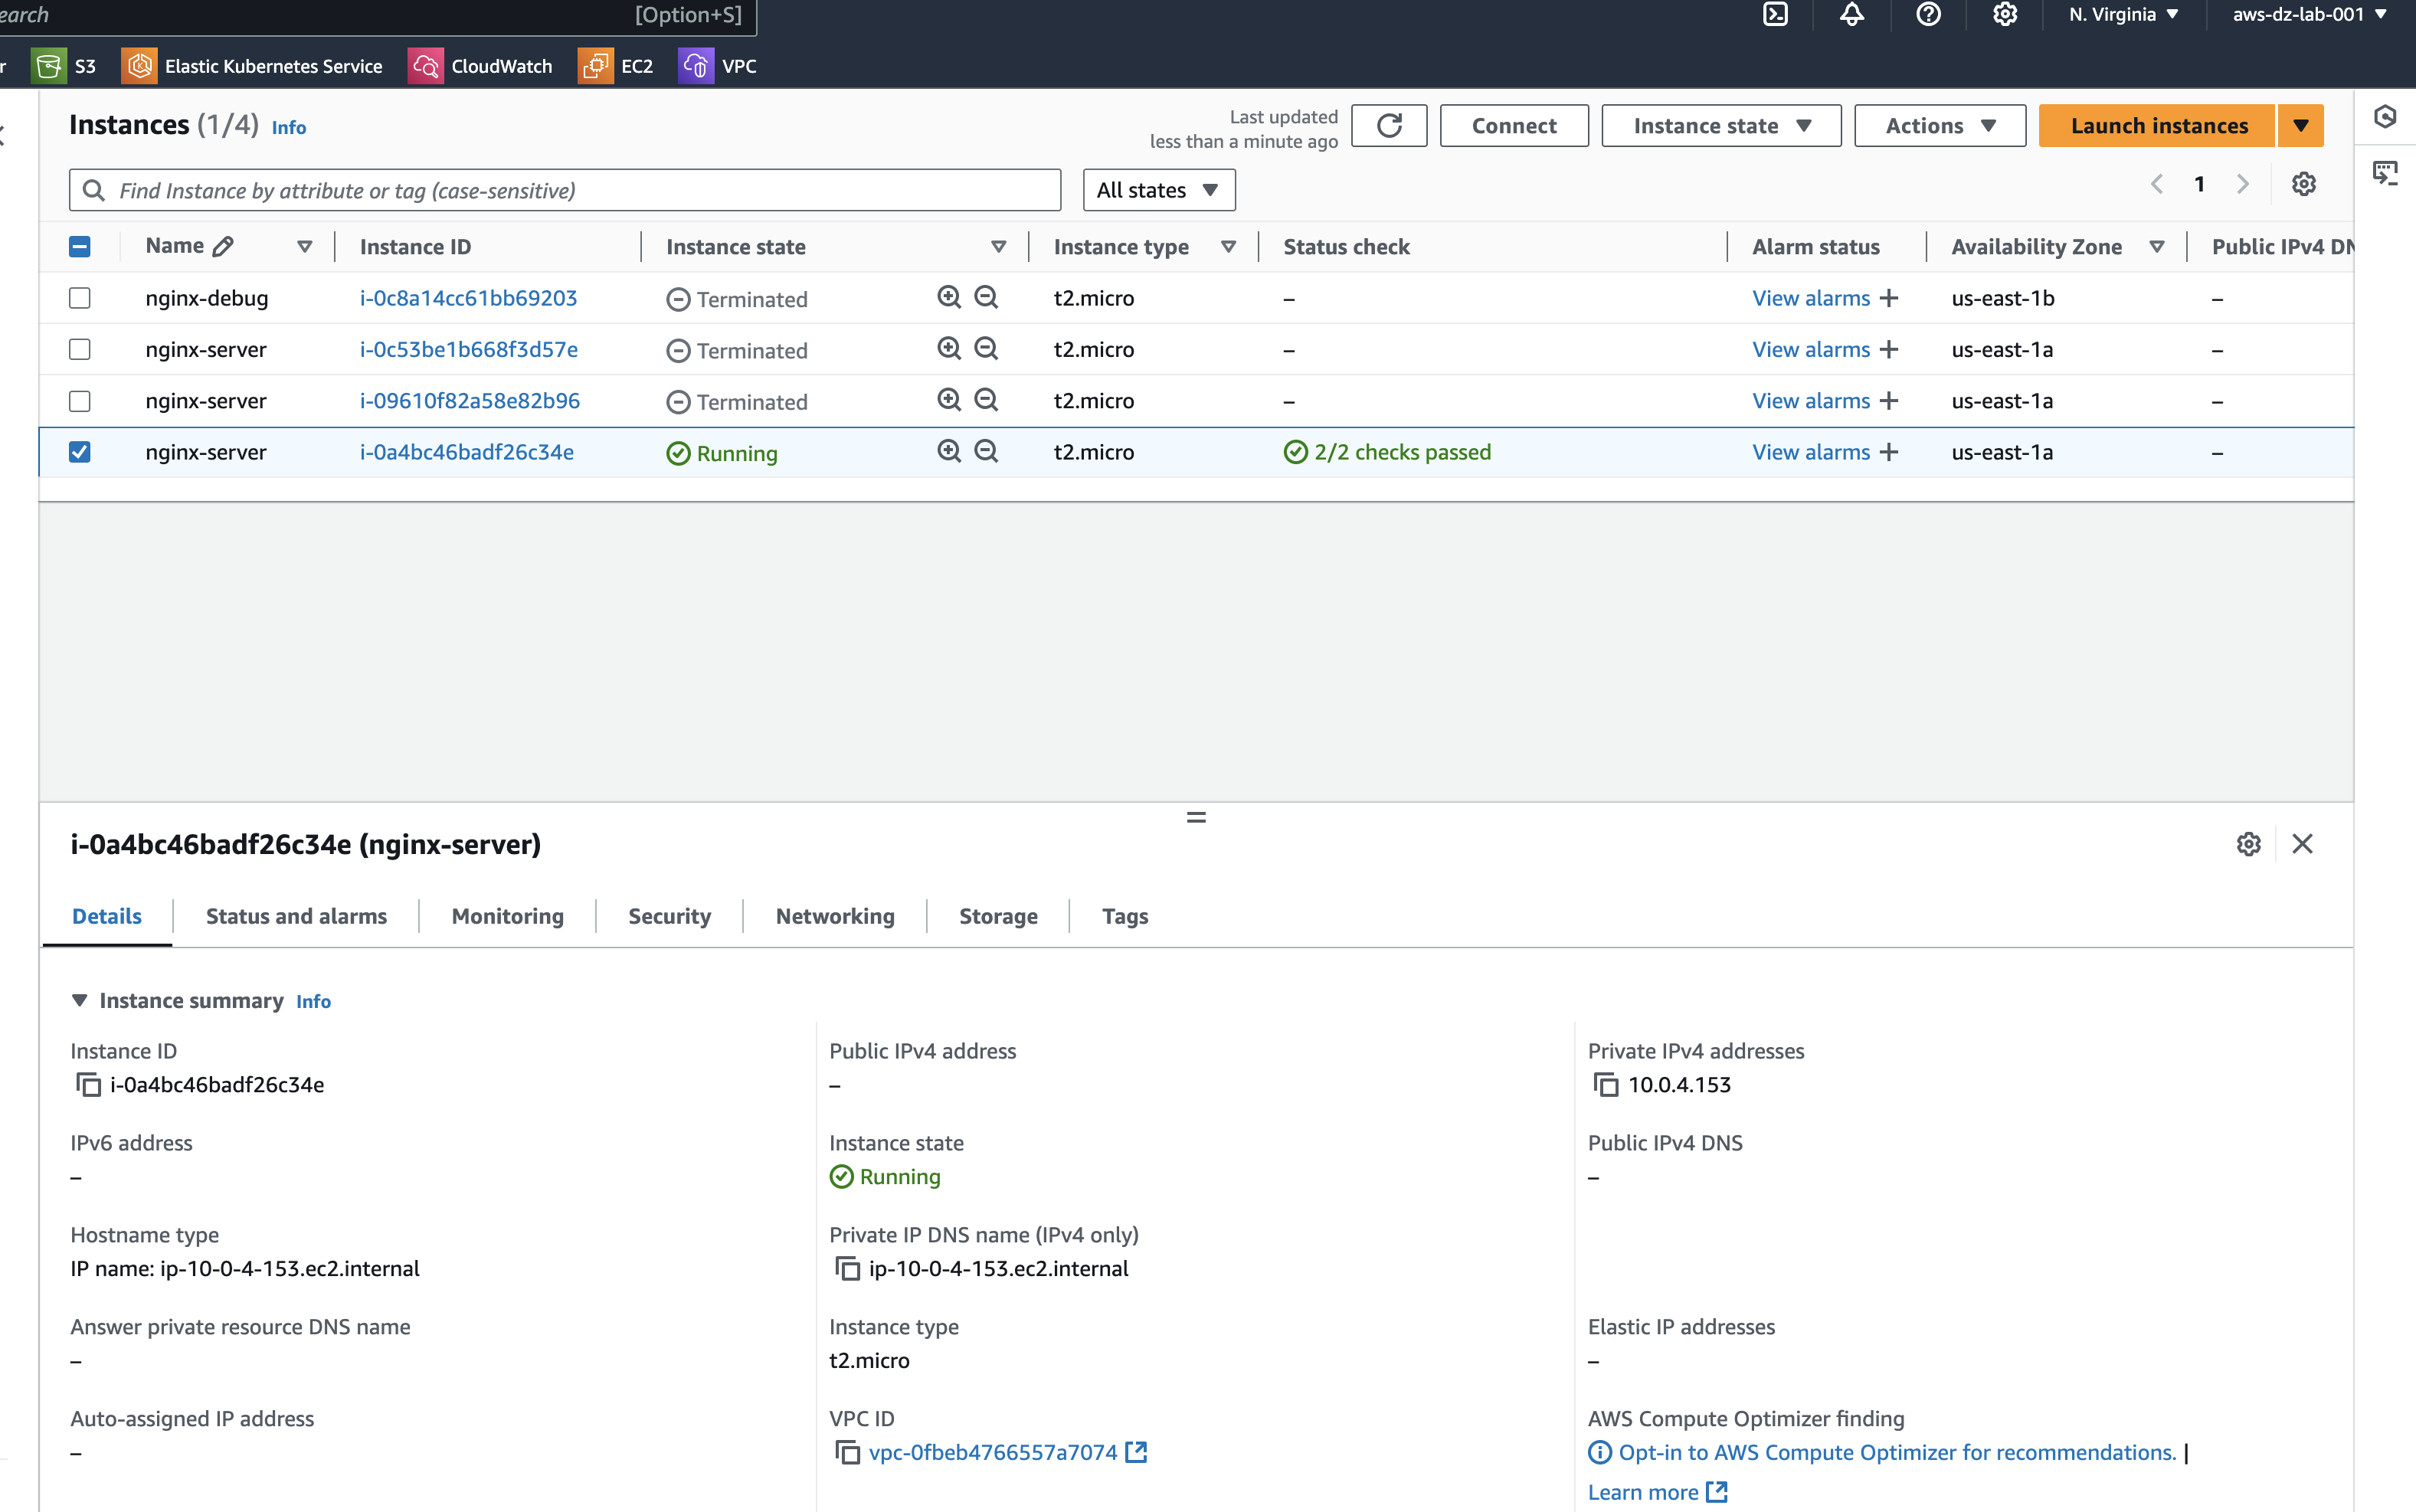 earch [Option+S] N. Virginia aws-dz-lab-001
r S3 Elastic Kubernetes Service CloudWatch EC2 VPC
Instances (1/4) Info
Last updated
less than a minute ago
Connect Instance state Actions Launch instances
Find Instance by attribute or tag (case-sensitive) All states 1
Name Instance ID Instance state Instance type Status check Alarm status Availability Zone Public IPv4 DN
nginx-debug i-0c8a14cc61bb69203 Terminated t2.micro – View alarms + us-east-1b –
nginx-server i-0c53be1b668f3d57e Terminated t2.micro – View alarms + us-east-1a –
nginx-server i-09610f82a58e82b96 Terminated t2.micro – View alarms + us-east-1a –
nginx-server i-0a4bc46badf26c34e Running t2.micro 2/2 checks passed View alarms + us-east-1a –
i-0a4bc46badf26c34e (nginx-server)
Details Status and alarms Monitoring Security Networking Storage Tags
Instance summary Info
Instance ID
i-0a4bc46badf26c34e
Public IPv4 address
–
Private IPv4 addresses
10.0.4.153
IPv6 address
–
Instance state
Running
Public IPv4 DNS
–
Hostname type
IP name: ip-10-0-4-153.ec2.internal
Private IP DNS name (IPv4 only)
ip-10-0-4-153.ec2.internal
Answer private resource DNS name
–
Instance type
t2.micro
Elastic IP addresses
–
Auto-assigned IP address
–
VPC ID
vpc-0fbeb4766557a7074
AWS Compute Optimizer finding
Opt-in to AWS Compute Optimizer for recommendations. |
Learn more